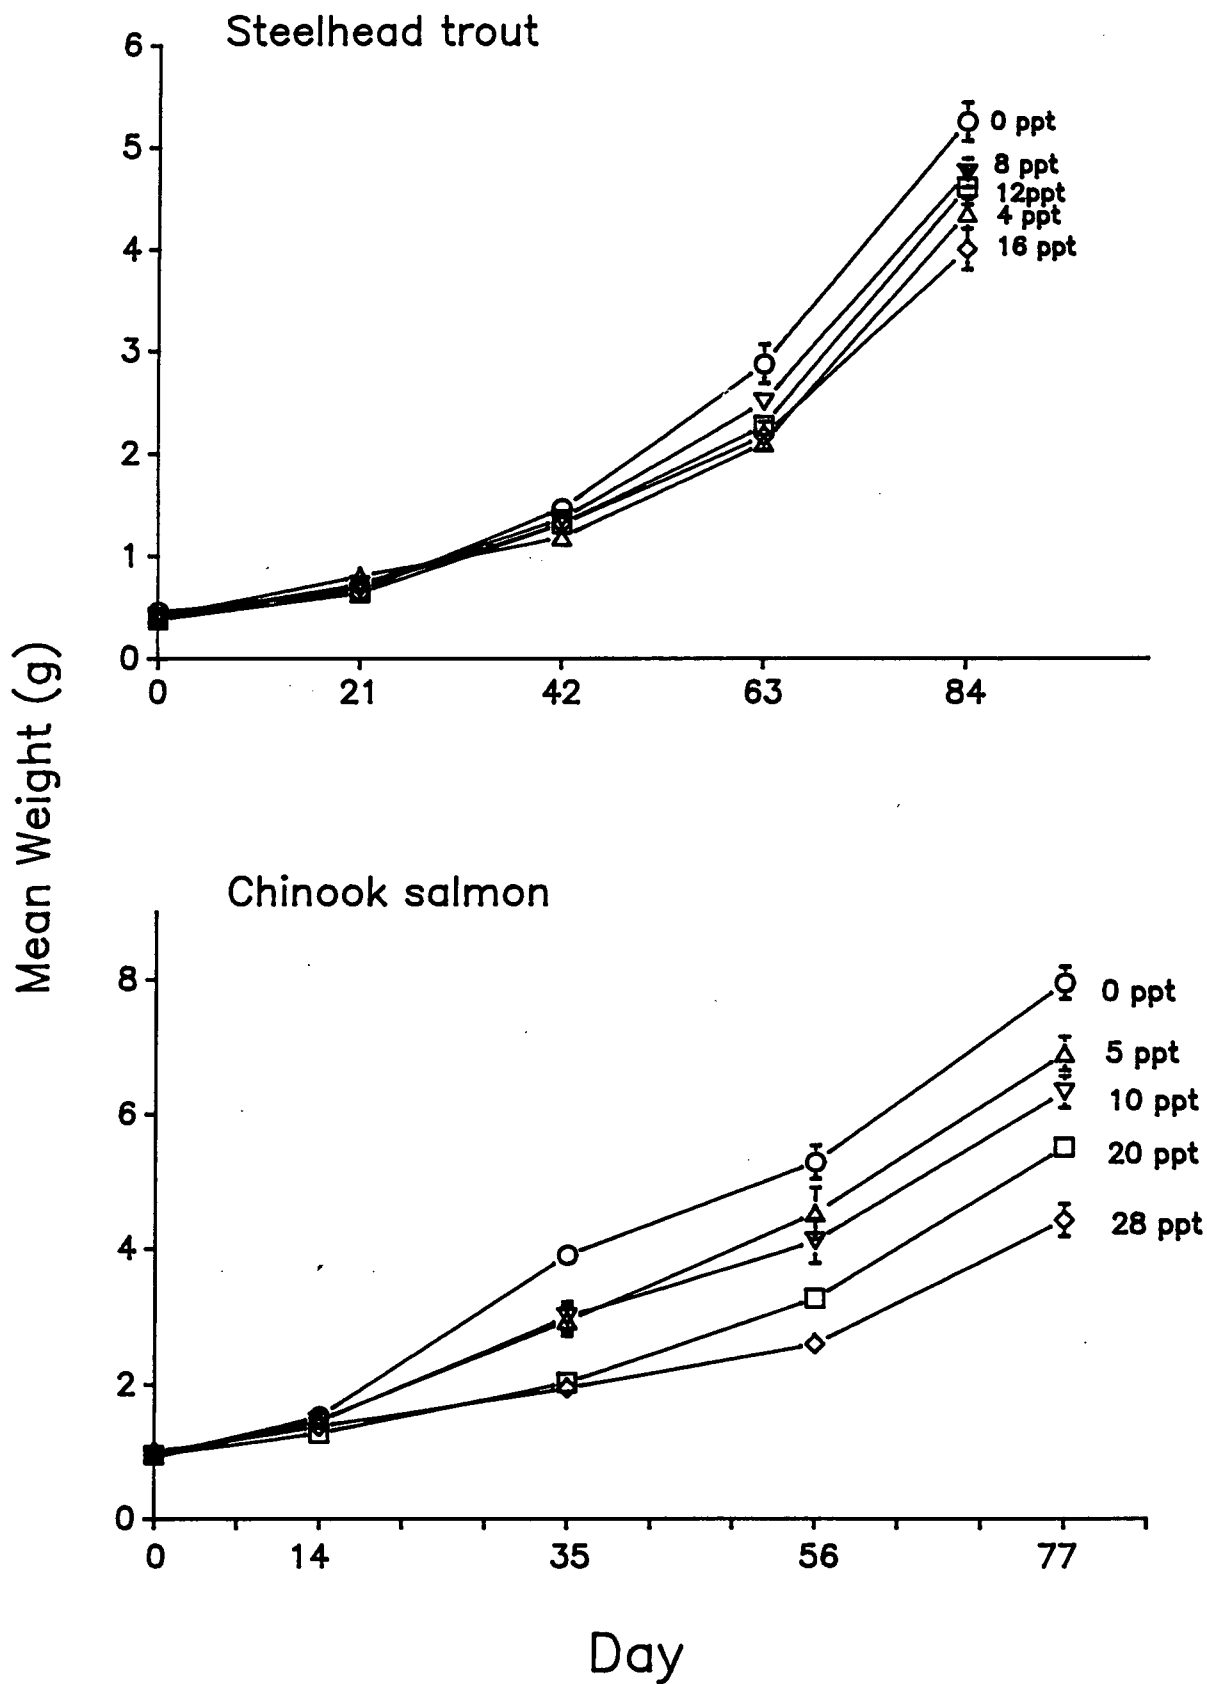 Steelhead trout
6
5
4
3
2
1
0
0 ppt
8 ppt
12ppt
4 ppt
16 ppt
0 21 42 63 84
Mean Weight (g)
Chinook salmon
8
6
4
2
0
0 ppt
5 ppt
10 ppt
20 ppt
28 ppt
0 14 35 56 77
Day